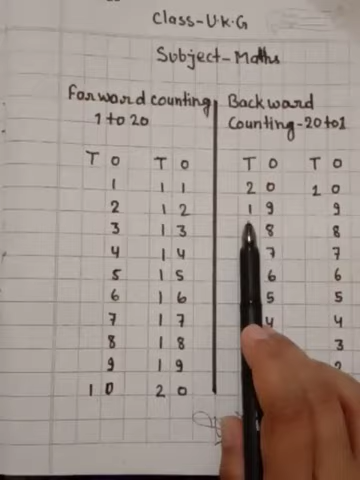 Class-U.K.G
Subject-Maths
Forward counting
1 to 20
T O T O
1 1 1
2 1 2
3 1 3
4 1 4
5 1 5
6 1 6
7 1 7
8 1 8
9 1 9
1 0 2 0
Backward
Counting-20to1
T O T O
2 0 1 0
1 9 9
8 8
7 7
6 6
5 5
4 4
3
2